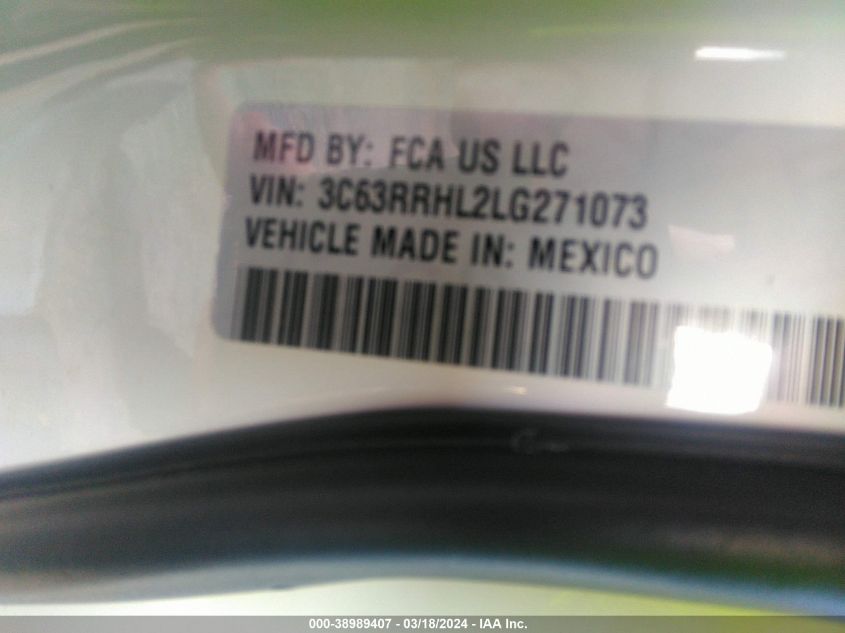 MFD BY: FCA US LLC
VIN: 3C63RRHL2LG271073
VEHICLE MADE IN: MEXICO
000-38989407 - 03/18/2024 - IAA Inc.